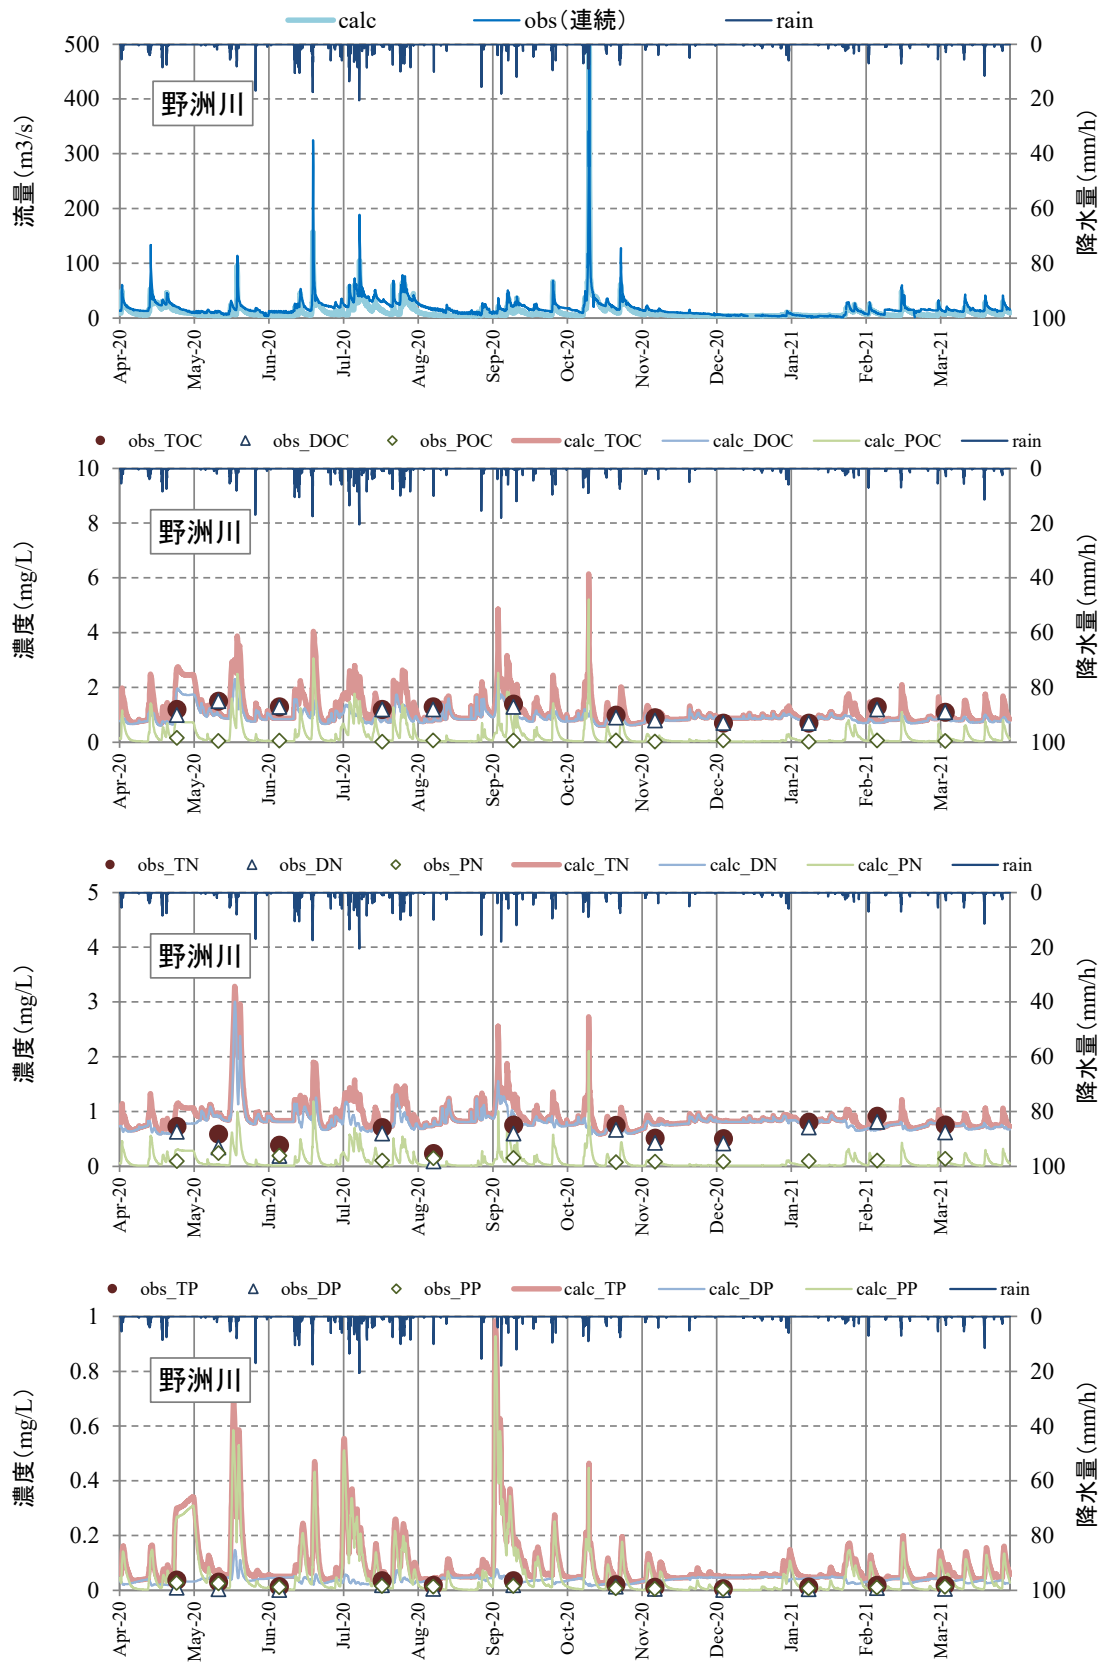 calc obs(連続) rain
500 400 300 200 100 0
流量(m3/s)
野洲川
0 20 40 60 80 100
降水量(mm/h)
Apr-20 May-20 Jun-20 Jul-20 Aug-20 Sep-20 Oct-20 Nov-20 Dec-20 Jan-21 Feb-21 Mar-21
obs_TOC obs_DOC obs_POC calc_TOC calc_DOC calc_POC rain
10 8 6 4 2 0
濃度(mg/L)
野洲川
0 20 40 60 80 100
降水量(mm/h)
Apr-20 May-20 Jun-20 Jul-20 Aug-20 Sep-20 Oct-20 Nov-20 Dec-20 Jan-21 Feb-21 Mar-21
obs_TN obs_DN obs_PN calc_TN calc_DN calc_PN rain
5 4 3 2 1 0
濃度(mg/L)
野洲川
0 20 40 60 80 100
降水量(mm/h)
Apr-20 May-20 Jun-20 Jul-20 Aug-20 Sep-20 Oct-20 Nov-20 Dec-20 Jan-21 Feb-21 Mar-21
obs_TP obs_DP obs_PP calc_TP calc_DP calc_PP rain
1 0.8 0.6 0.4 0.2 0
濃度(mg/L)
野洲川
0 20 40 60 80 100
降水量(mm/h)
Apr-20 May-20 Jun-20 Jul-20 Aug-20 Sep-20 Oct-20 Nov-20 Dec-20 Jan-21 Feb-21 Mar-21